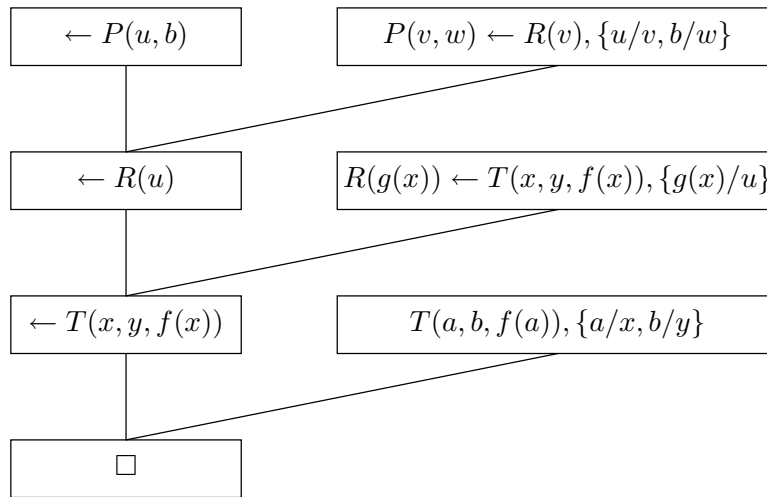 ← P(u, b)
P(v, w) ← R(v), {u/v, b/w}
← R(u)
R(g(x)) ← T(x, y, f(x)), {g(x)/u}
← T(x, y, f(x))
T(a, b, f(a)), {a/x, b/y}
□